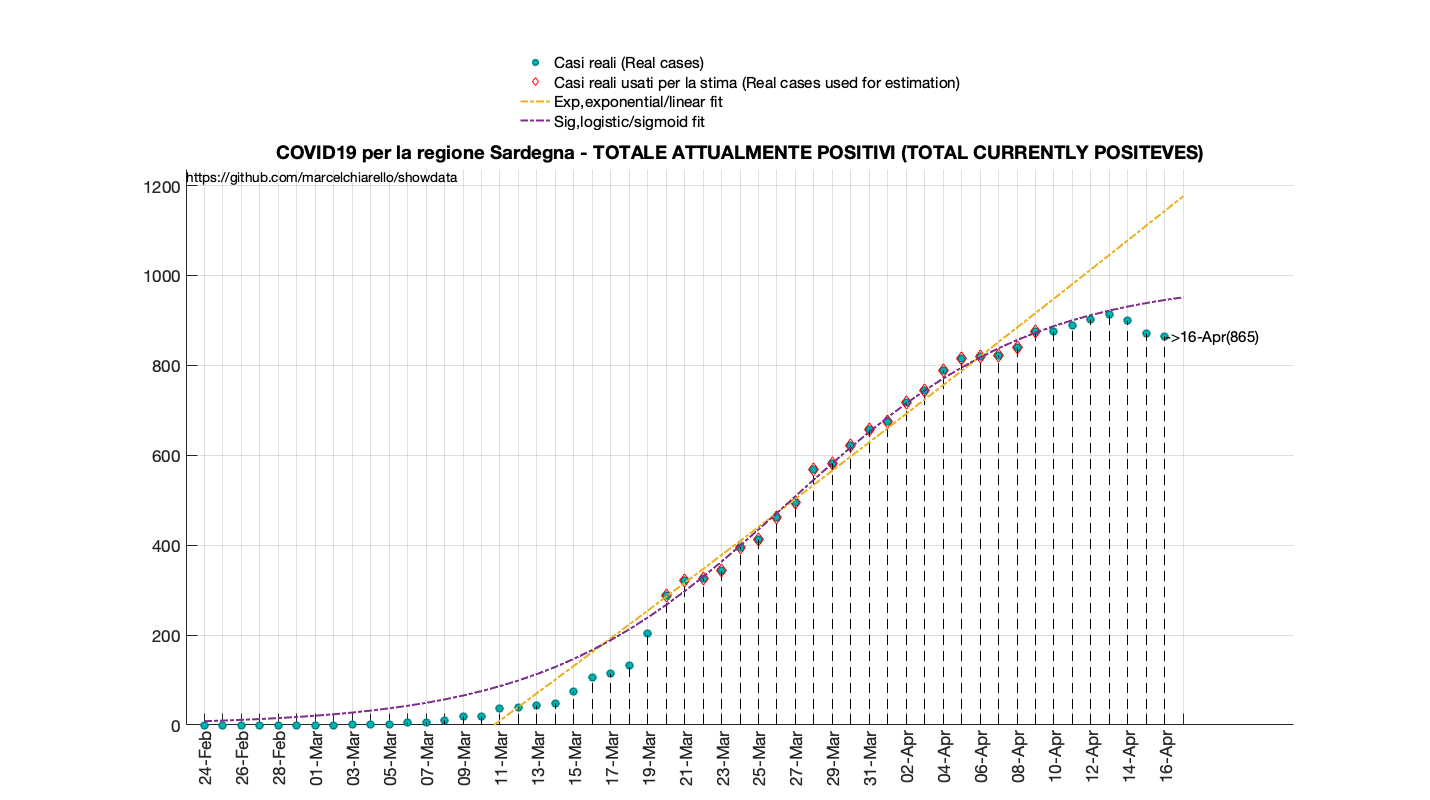 Casi reali (Real cases)
Casi reali usati per la stima (Real cases used for estimation)
Exp,exponential/linear fit
Sig,logistic/sigmoid fit
COVID19 per la regione Sardegna - TOTALE ATTUALMENTE POSITIVI (TOTAL CURRENTLY POSITEVES)
https://github.com/marcelchiarello/showdata
1200
1000
800
600
400
200
0
->16-Apr(865)
24-Feb
26-Feb
28-Feb
01-Mar
03-Mar
05-Mar
07-Mar
09-Mar
11-Mar
13-Mar
15-Mar
17-Mar
19-Mar
21-Mar
23-Mar
25-Mar
27-Mar
29-Mar
31-Mar
02-Apr
04-Apr
06-Apr
08-Apr
10-Apr
12-Apr
14-Apr
16-Apr